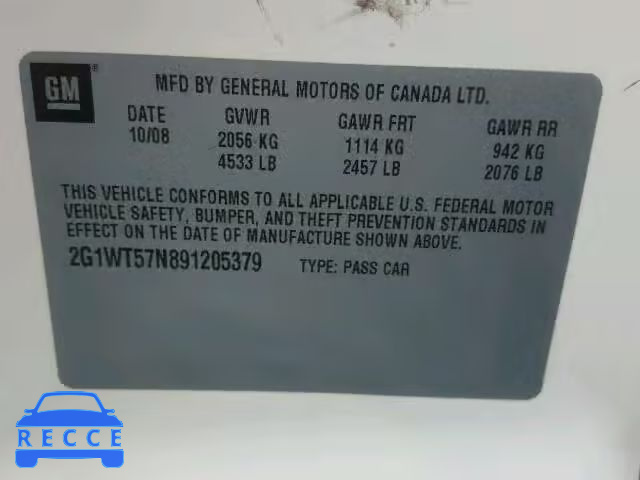 GM ®
MFD BY GENERAL MOTORS OF CANADA LTD.
DATE GVWR GAWR FRT GAWR RR
10/08 2056 KG 1114 KG 942 KG
4533 LB 2457 LB 2076 LB
THIS VEHICLE CONFORMS TO ALL APPLICABLE U.S. FEDERAL MOTOR
VEHICLE SAFETY, BUMPER, AND THEFT PREVENTION STANDARDS IN
EFFECT ON THE DATE OF MANUFACTURE SHOWN ABOVE.
2G1WT57N891205379 TYPE: PASS CAR
RECCE